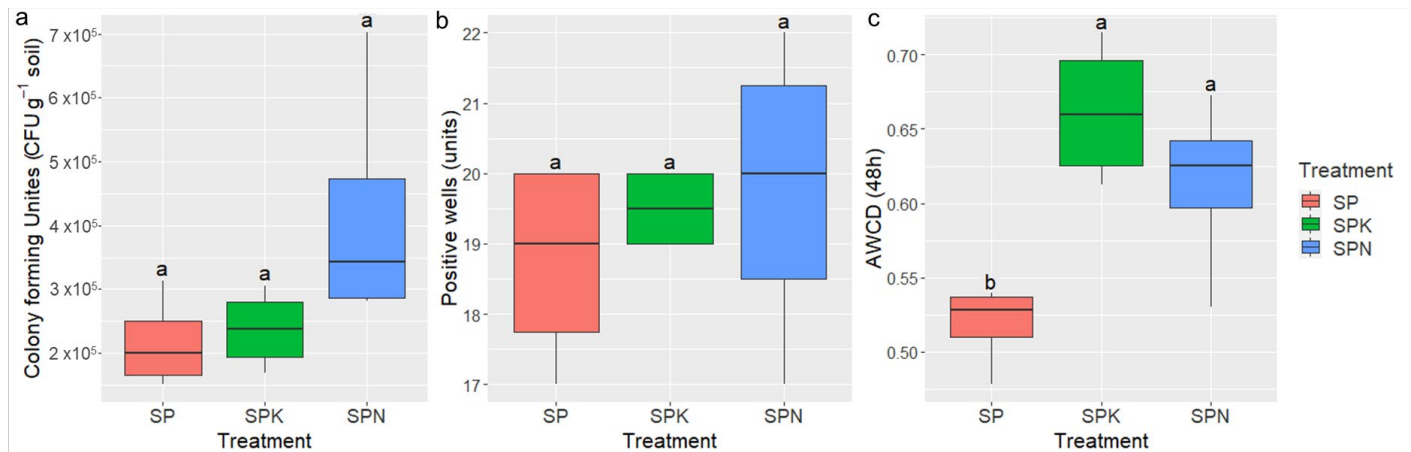 a
Colony forming Unites (CFU g⁻¹ soil)
7 x10⁵
6 x10⁵
5 x10⁵
4 x10⁵
3 x10⁵
2 x10⁵
a
a
a
SP
SPK
SPN
Treatment
b
Positive wells (units)
22
21
20
19
18
17
a
a
a
SP
SPK
SPN
Treatment
c
AWCD (48h)
0.70
0.65
0.60
0.55
0.50
b
a
a
SP
SPK
SPN
Treatment
Treatment
SP
SPK
SPN